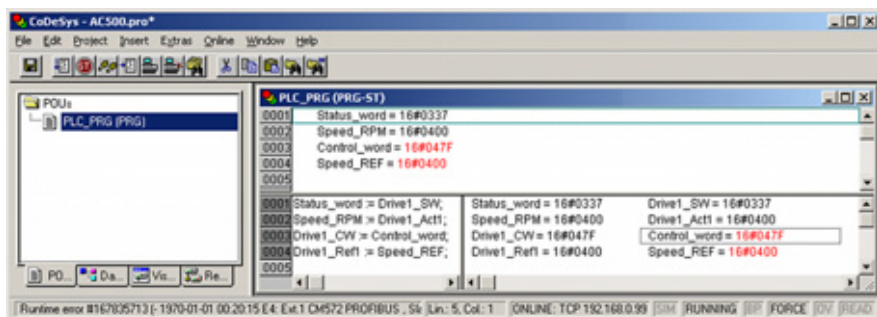 CoDeSys - AC500.pro*
File Edit Project Insert Extras Online Window Help
POUs
PLC_PRG (PRG)
PO... Da... Vis... Re...
PLC_PRG (PRG-ST)
0001 Status_word = 16#0337
0002 Speed_RPM = 16#0400
0003 Control_word = 16#047F
0004 Speed_REF = 16#0400
0005
0001 Status_word := Drive1_SW; Status_word = 16#0337 Drive1_SW = 16#0337
0002 Speed_RPM := Drive1_Act1; Speed_RPM = 16#0400 Drive1_Act1 = 16#0400
0003 Drive1_CW := Control_word; Drive1_CW = 16#047F Control_word = 16#047F
0004 Drive1_Ref1 := Speed_REF; Drive1_Ref1 = 16#0400 Speed_REF = 16#0400
0005
Runtime error #167835713 [- 1970-01-01 00:20:15 E4: Ext.1 CM572 PROFIBUS , Lin.: 5, Col.: 1 ONLINE: TCP 192.168.0.99 SIM RUNNING BP FORCE OV READ